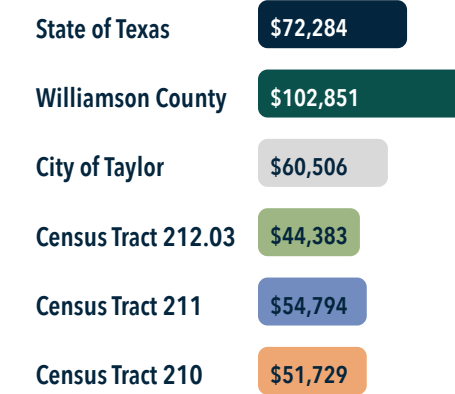 State of Texas $72,284
Williamson County $102,851
City of Taylor $60,506
Census Tract 212.03 $44,383
Census Tract 211 $54,794
Census Tract 210 $51,729